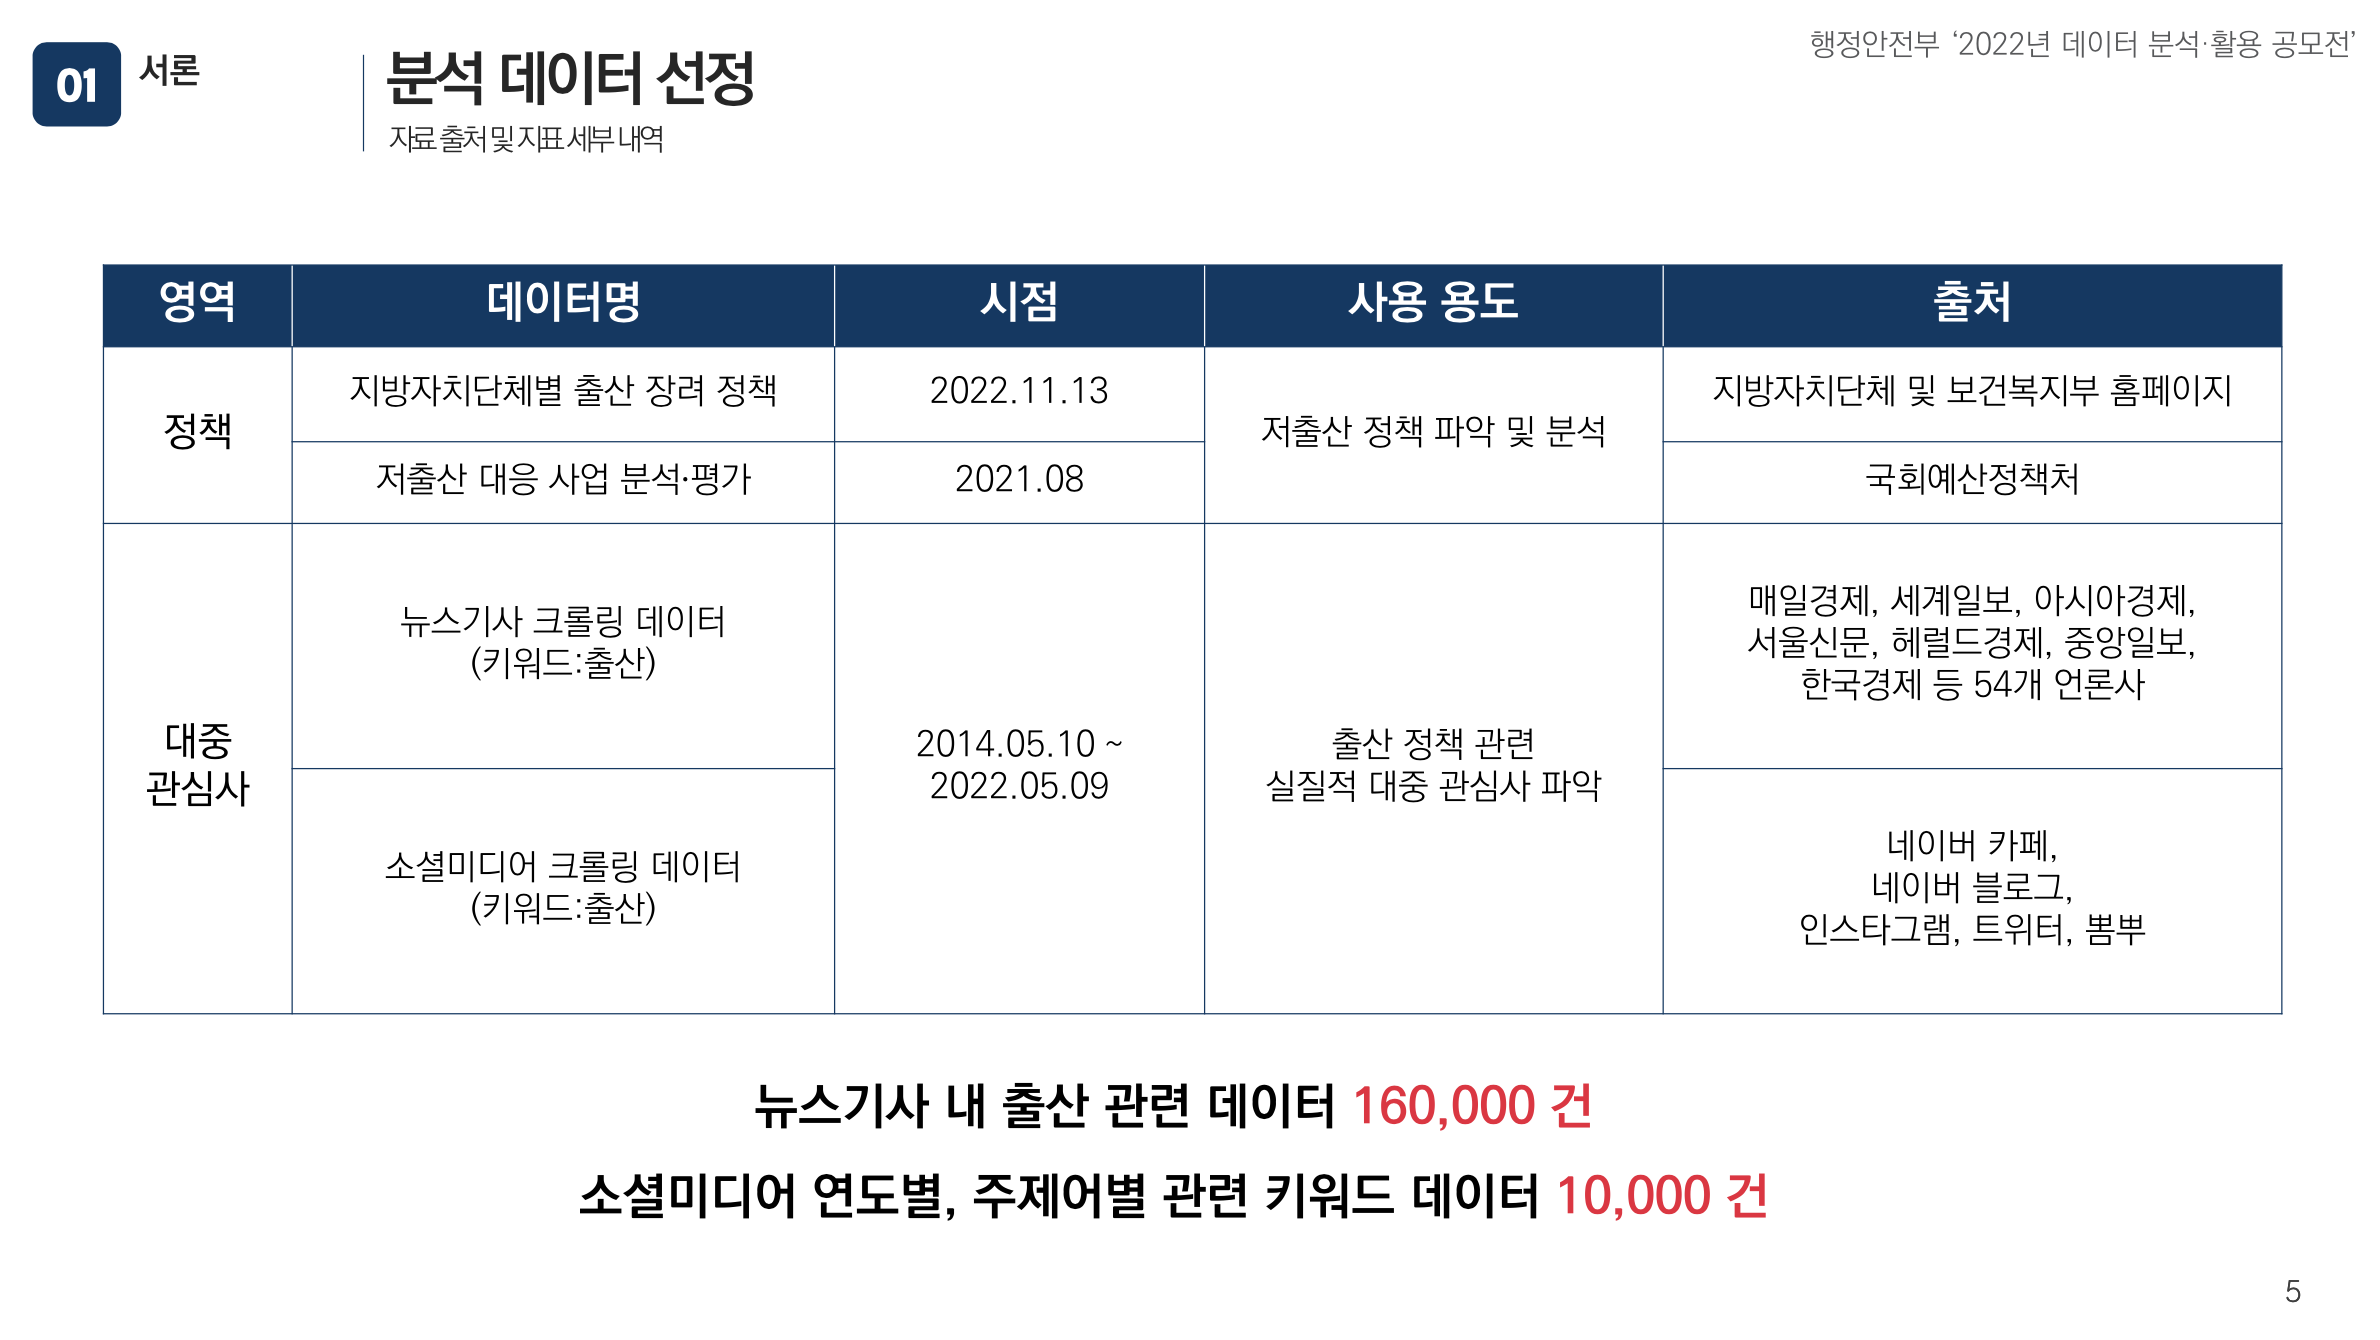 01
서론
분석 데이터 선정
자료 출처 및 지표 세부 내역
행정안전부 ‘2022년 데이터 분석·활용 공모전’
영역 데이터명 시점 사용 용도 출처
정책
지방자치단체별 출산 장려 정책 2022.11.13
저출산 정책 파악 및 분석
지방자치단체 및 보건복지부 홈페이지
저출산 대응 사업 분석·평가 2021.08 국회예산정책처
대중
관심사
뉴스기사 크롤링 데이터
(키워드:출산)
2014.05.10 ~
2022.05.09
출산 정책 관련
실질적 대중 관심사 파악
매일경제, 세계일보, 아시아경제,
서울신문, 헤럴드경제, 중앙일보,
한국경제 등 54개 언론사
소셜미디어 크롤링 데이터
(키워드:출산)
네이버 카페,
네이버 블로그,
인스타그램, 트위터, 뽐뿌
뉴스기사 내 출산 관련 데이터 160,000 건
소셜미디어 연도별, 주제어별 관련 키워드 데이터 10,000 건
5